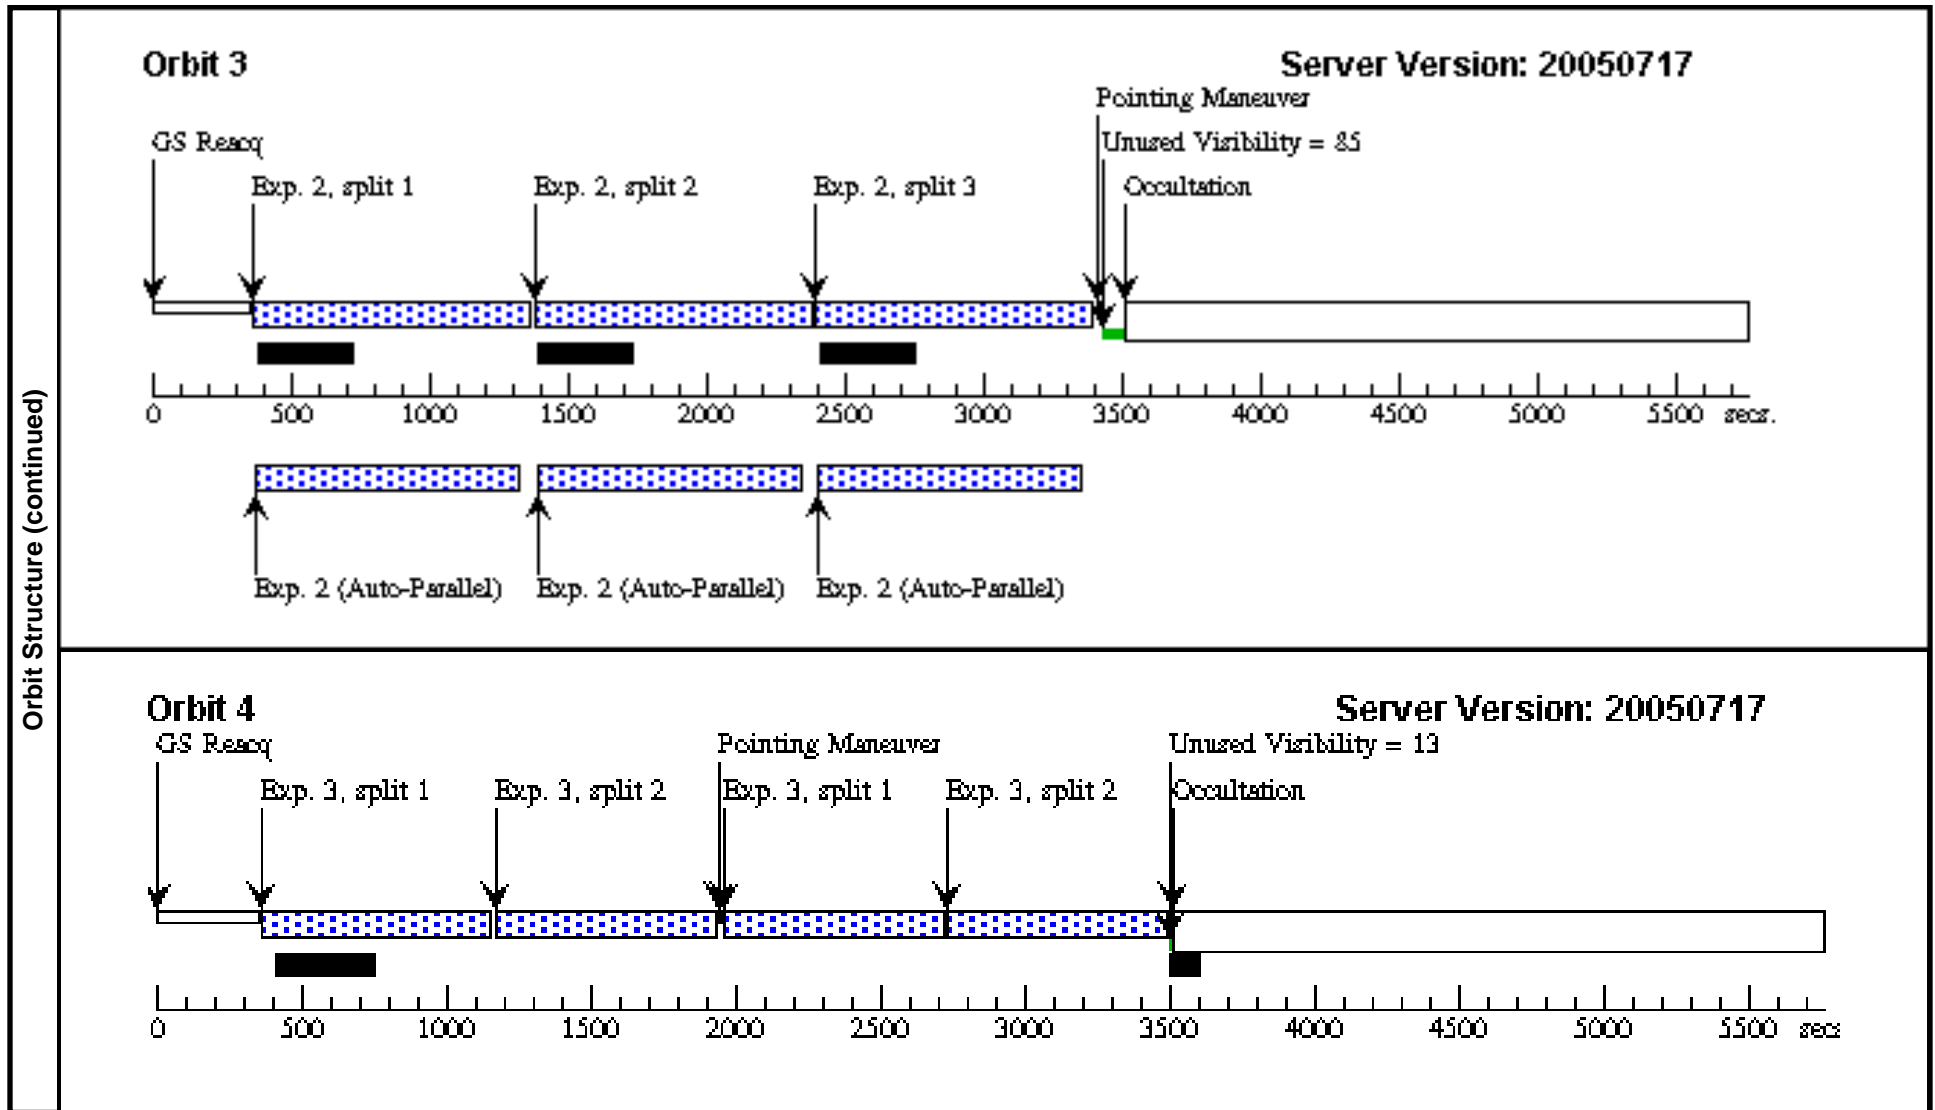 Orbit Structure (continued)
Orbit 3
Server Version: 20050717
Pointing Maneuver
GS Reacq
Unused Visibility = 85
Exp. 2, split 1
Exp. 2, split 2
Exp. 2, split 3
Occultation
0 500 1000 1500 2000 2500 3000 3500 4000 4500 5000 5500 secs.
Exp. 2 (Auto-Parallel)
Exp. 2 (Auto-Parallel)
Exp. 2 (Auto-Parallel)
Orbit 4
Server Version: 20050717
GS Reacq
Pointing Maneuver
Unused Visibility = 13
Exp. 3, split 1
Exp. 3, split 2
Exp. 3, split 1
Exp. 3, split 2
Occultation
0 500 1000 1500 2000 2500 3000 3500 4000 4500 5000 5500 secs